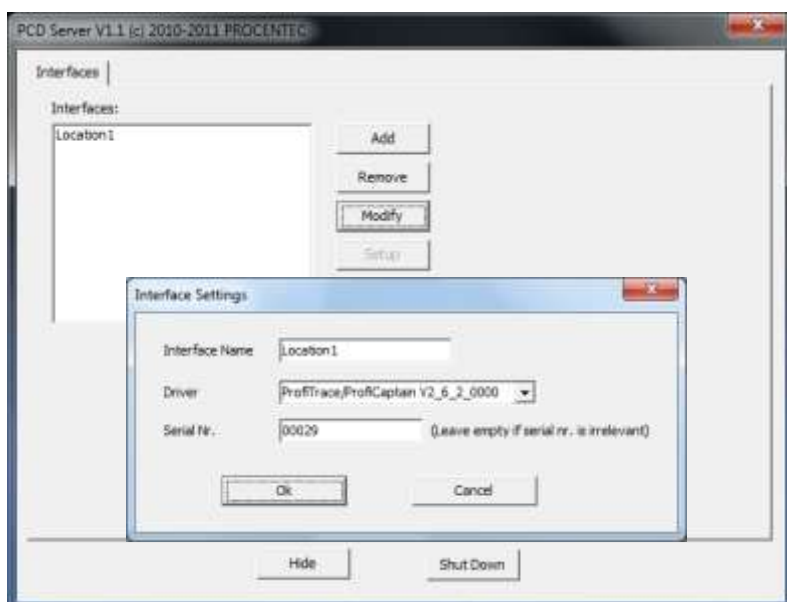 PCD Server V1.1 (c) 2010-2011 PROCENTEC
Interfaces
Interfaces:
Location1
Add
Remove
Modify
Setup
Interface Settings
Interface Name Location1
Driver ProfiTrace/ProfiCaptain V2_6_2_0000
Serial Nr. 00029 (Leave empty if serial nr. is irrelevant)
Ok Cancel
Hide Shut Down